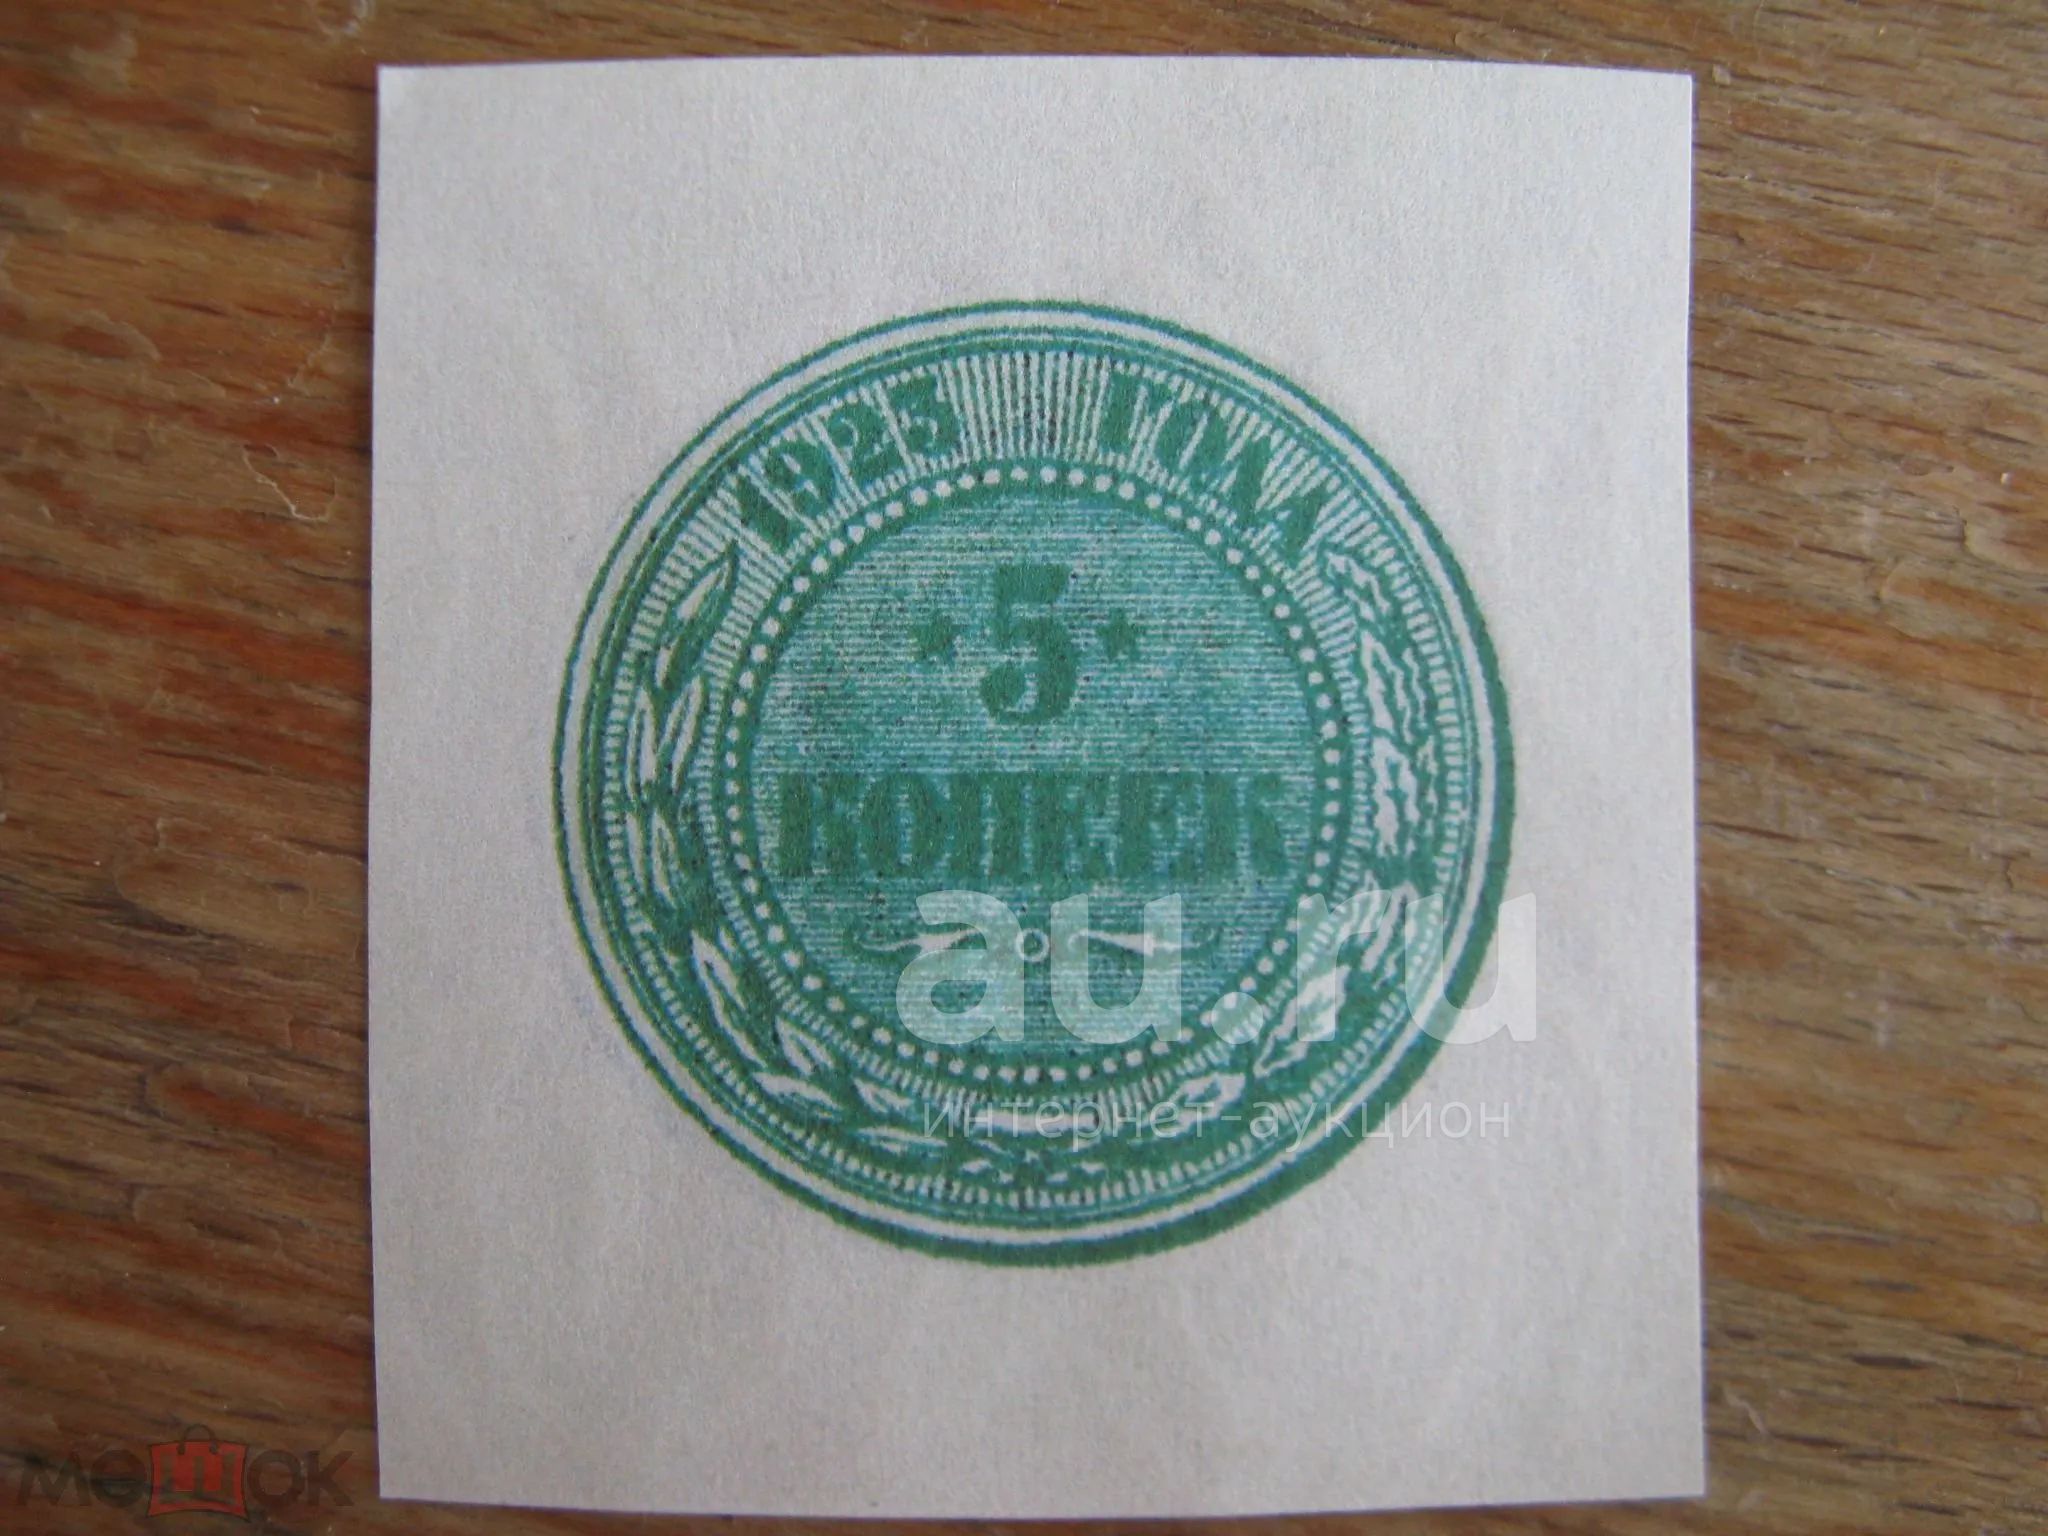 1923 ГОДА
5
КОПЕЕК
au.ru
интернет-аукцион
мешок